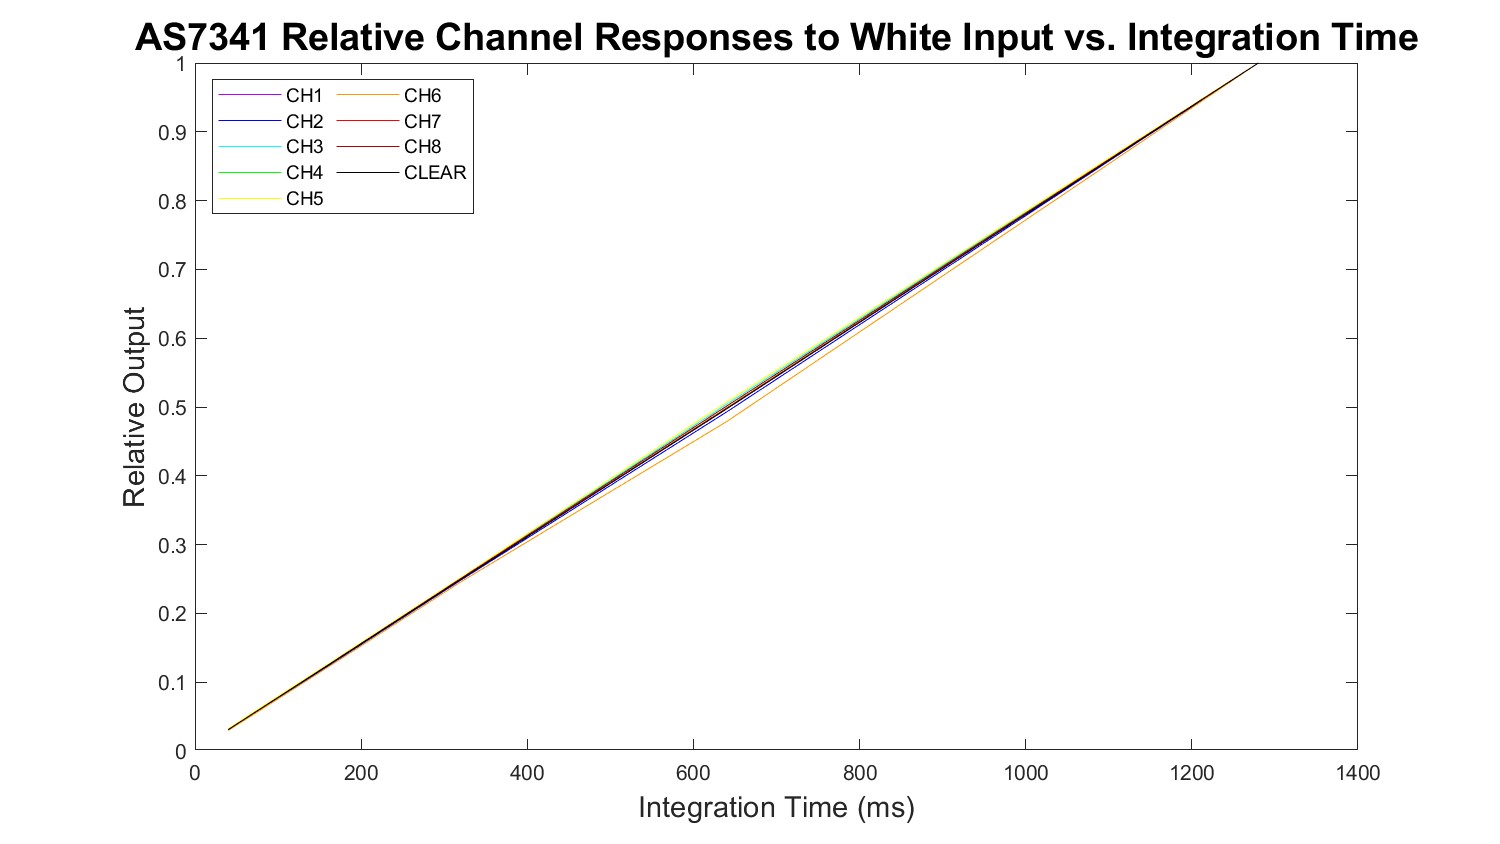 AS7341 Relative Channel Responses to White Input vs. Integration Time
CH1
CH2
CH3
CH4
CH5
CH6
CH7
CH8
CLEAR
Relative Output
1
0.9
0.8
0.7
0.6
0.5
0.4
0.3
0.2
0.1
0
0 200 400 600 800 1000 1200 1400
Integration Time (ms)